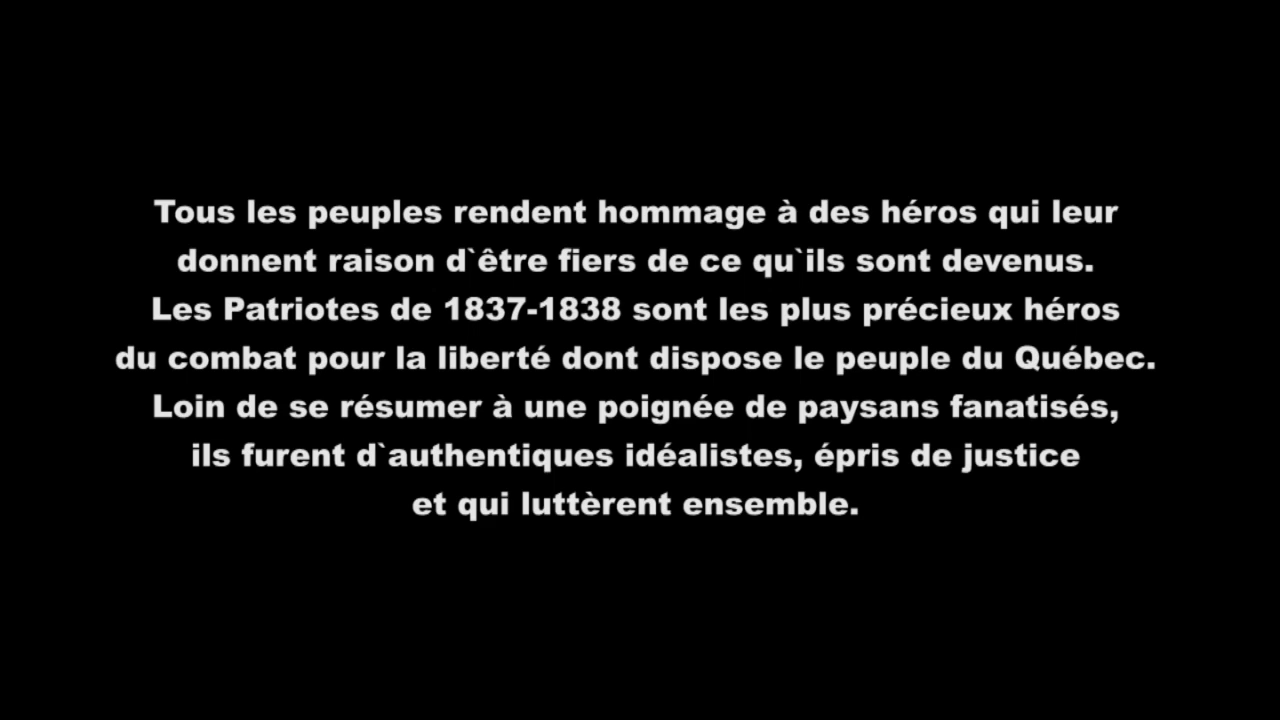 Tous les peuples rendent hommage à des héros qui leur
donnent raison d`être fiers de ce qu`ils sont devenus.
Les Patriotes de 1837-1838 sont les plus précieux héros
du combat pour la liberté dont dispose le peuple du Québec.
Loin de se résumer à une poignée de paysans fanatisés,
ils furent d`authentiques idéalistes, épris de justice
et qui luttèrent ensemble.